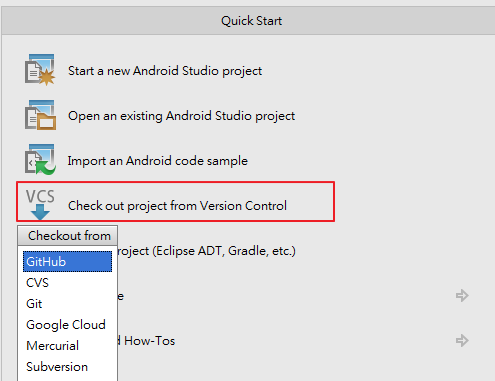 Quick Start
Start a new Android Studio project
Open an existing Android Studio project
Import an Android code sample
VCS
Check out project from Version Control
Checkout from
GitHub
CVS
Git
Google Cloud
Mercurial
Subversion
(Eclipse ADT, Gradle, etc.)
How-Tos